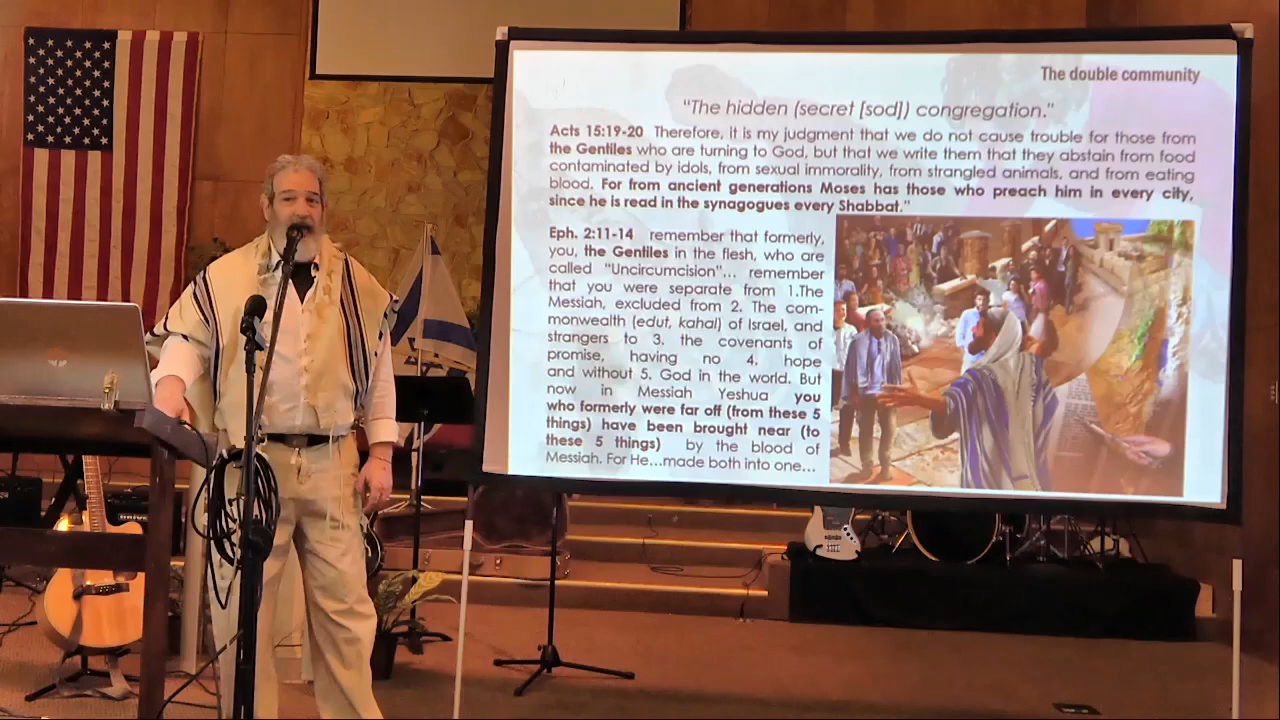 The double community
"The hidden (secret [sod]) congregation."
Acts 15:19-20 Therefore, it is my judgment that we do not cause trouble for those from
the Gentiles who are turning to God, but that we write them that they abstain from food
contaminated by idols, from sexual immorality, from strangled animals, and from eating
blood. For from ancient generations Moses has those who preach him in every city,
since he is read in the synagogues every Shabbat."
Eph. 2:11-14 remember that formerly,
you, the Gentiles in the flesh, who are
called "Uncircumcision"... remember
that you were separate from 1.The
Messiah, excluded from 2. The com-
monwealth (edut, kahal) of Israel, and
strangers to 3. the covenants of
promise, having no 4. hope
and without 5. God in the world. But
now in Messiah Yeshua you
who formerly were far off (from these 5
things) have been brought near (to
these 5 things) by the blood of
Messiah. For He...made both into one...